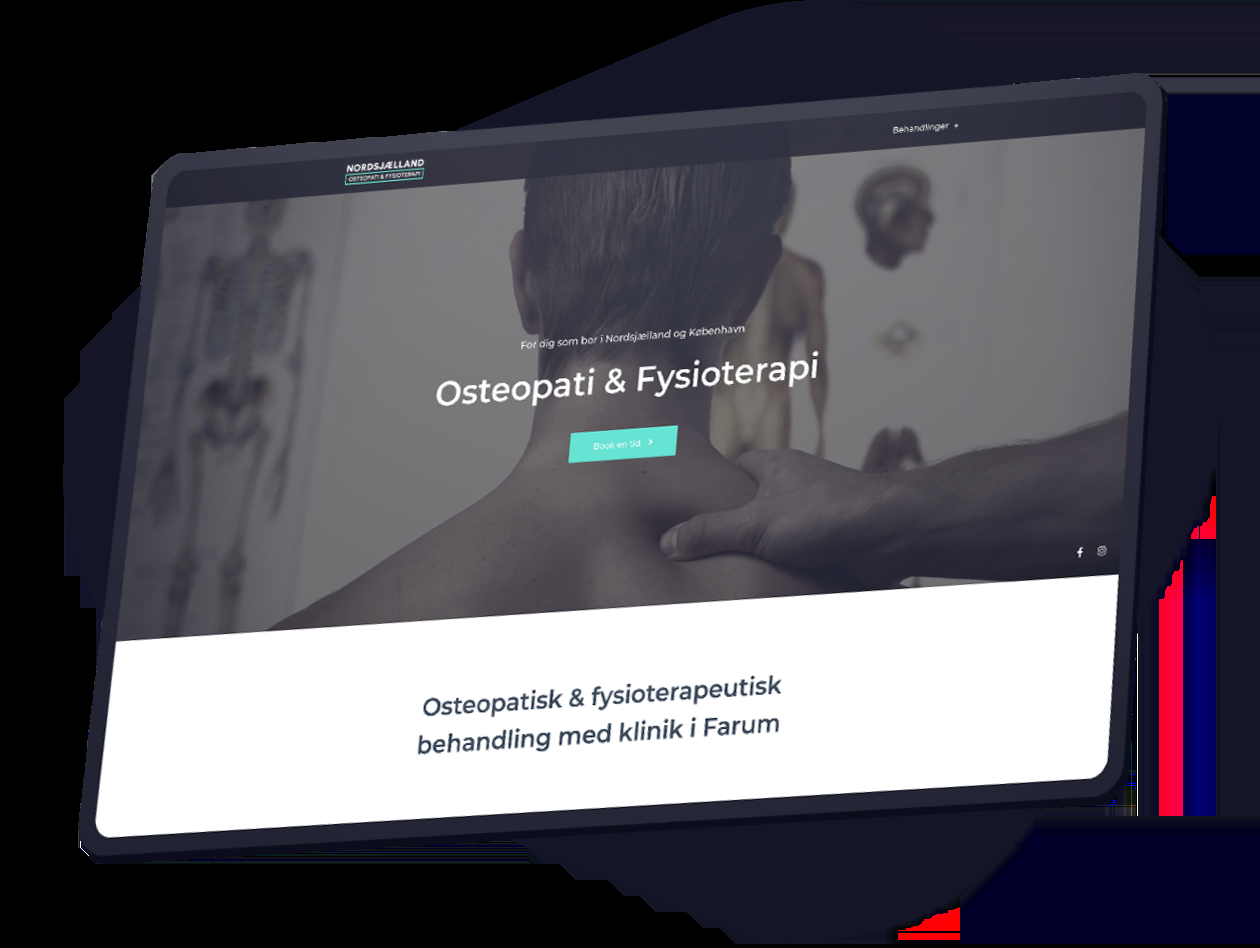 NORDSJÆLLAND
OSTEOPATI & FYSIOTERAPI
Behandlinger +
For dig som bor i Nordsjælland og København
Osteopati & Fysioterapi
Book en tid >
Osteopatisk & fysioterapeutisk
behandling med klinik i Farum